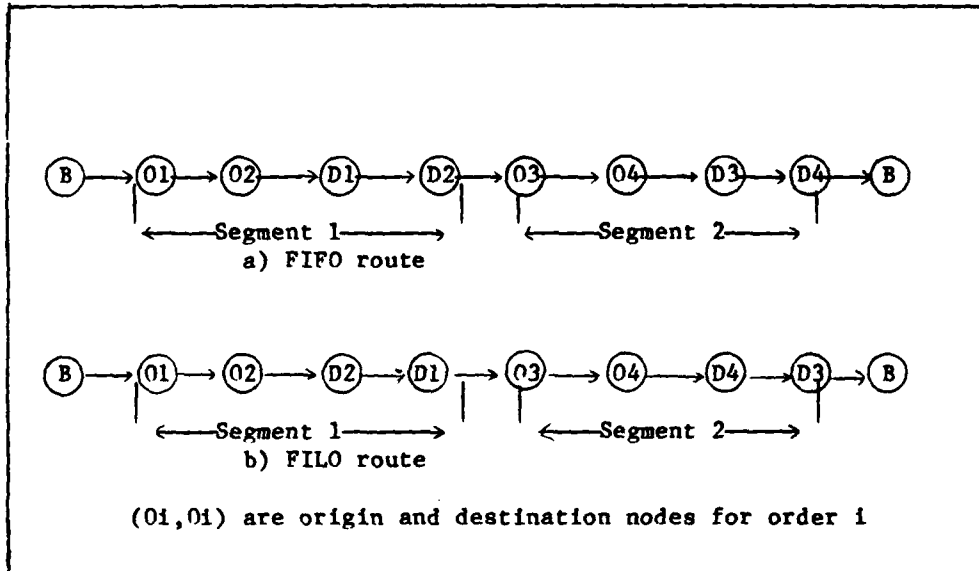 B O1 O2 D1 D2 O3 O4 D3 D4 B
Segment 1 Segment 2
a) FIFO route
B O1 O2 D2 D1 O3 O4 D4 D3 B
Segment 1 Segment 2
b) FILO route
(Oi,Oi) are origin and destination nodes for order i